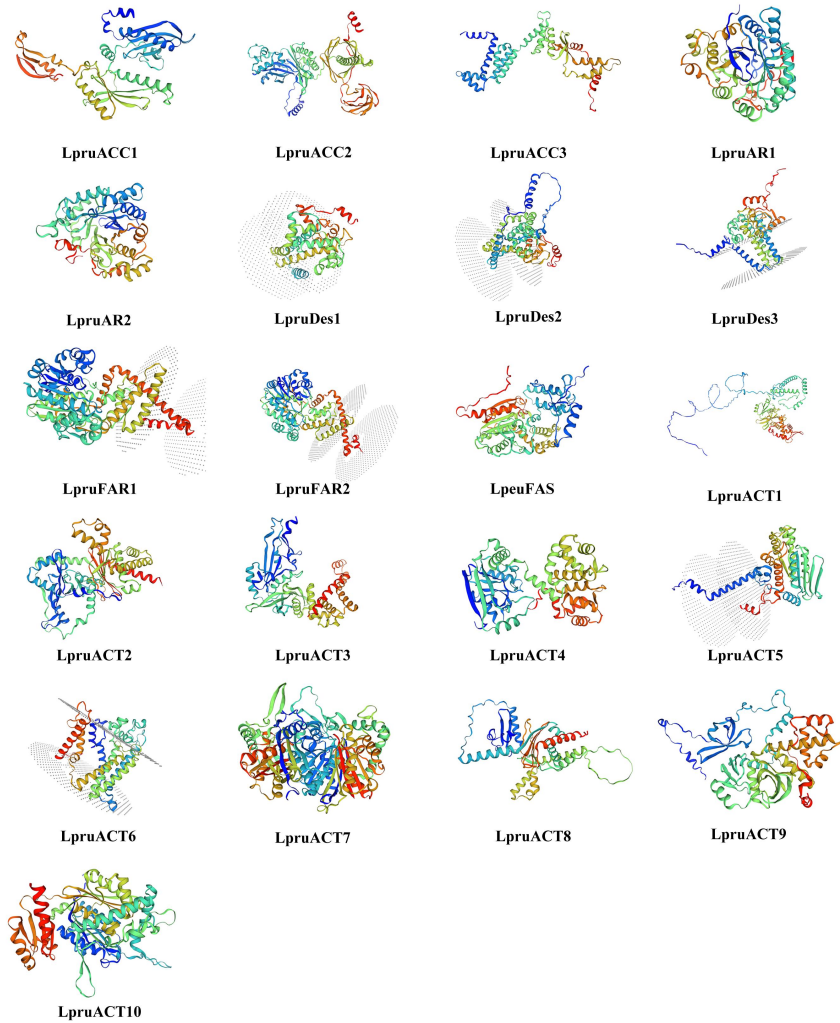 LpruACC1 LpruACC2 LpruACC3 LpruAR1
LpruAR2 LpruDes1 LpruDes2 LpruDes3
LpruFAR1 LpruFAR2 LpeuFAS LpruACT1
LpruACT2 LpruACT3 LpruACT4 LpruACT5
LpruACT6 LpruACT7 LpruACT8 LpruACT9
LpruACT10